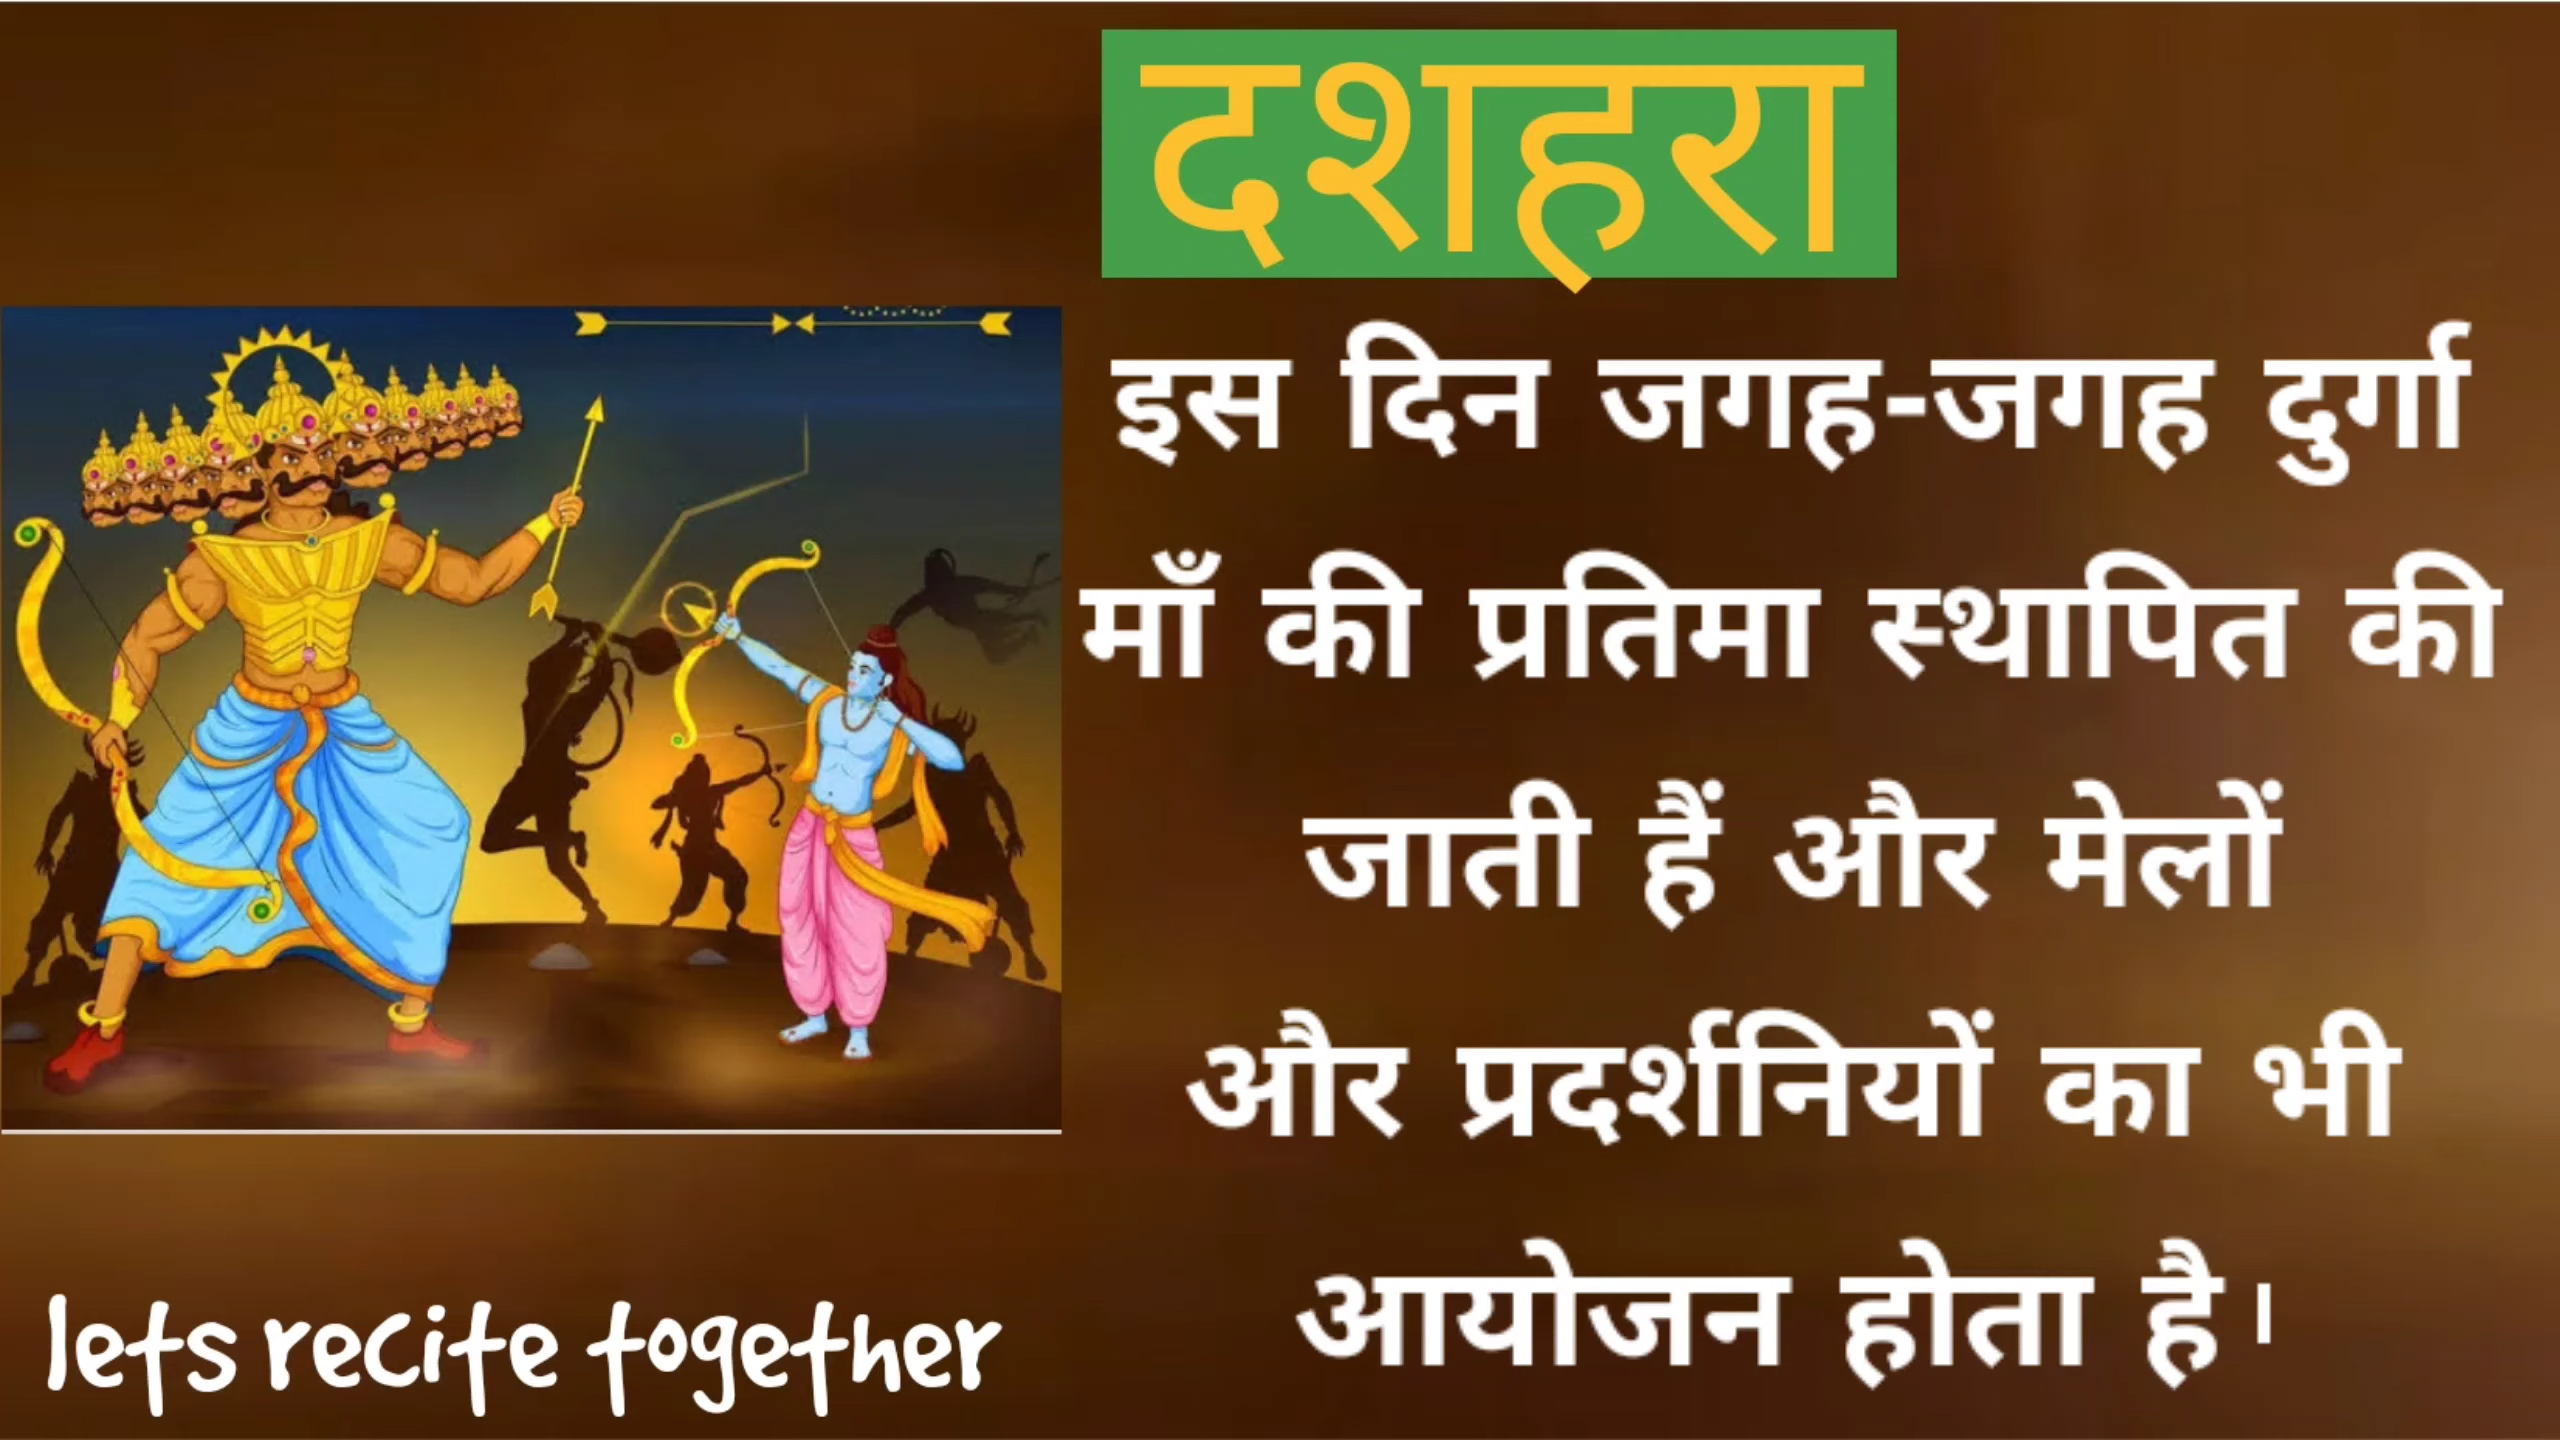 दशहरा
इस दिन जगह-जगह दुर्गा
माँ की प्रतिमा स्थापित की
जाती हैं और मेलों
और प्रदर्शनियों का भी
आयोजन होता है।
lets recite together